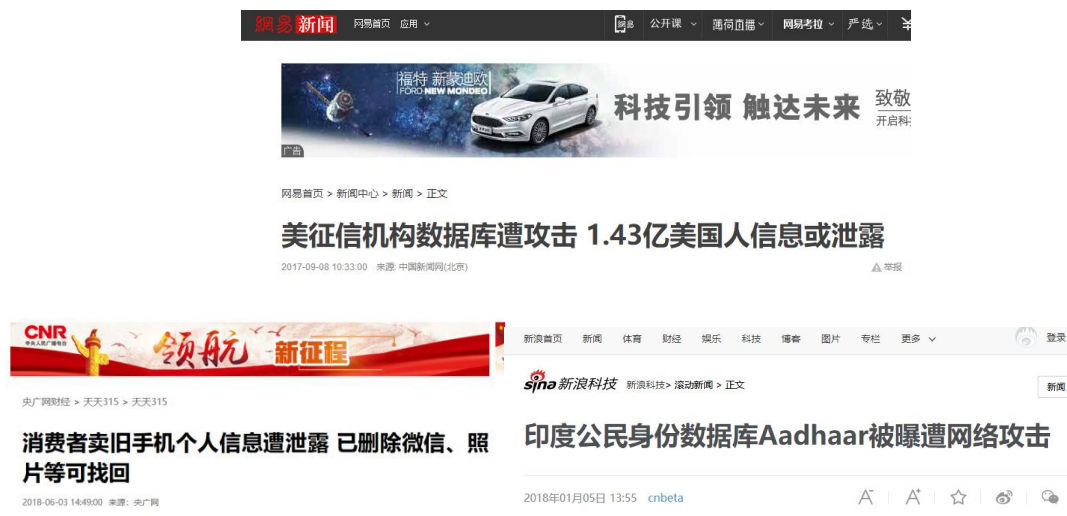 網易 新闻 网易首页 应用 公开课 薄荷直播 网易考拉 严选
福特 新蒙迪欧
FORD NEW MONDEO
科技引领 触达未来 致敬
广告
网易首页 > 新闻中心 > 新闻 > 正文
美征信机构数据库遭攻击 1.43亿美国人信息或泄露
2017-09-08 10:33:00 来源: 中国新闻网(北京) 举报
CNR
中央人民广播电台
领航 新征程
央广网财经 > 天天315 > 天天315
消费者卖旧手机个人信息遭泄露 已删除微信、照
片等可找回
2018-06-03 14:49:00 来源: 央广网
新浪首页 新闻 体育 财经 娱乐 科技 博客 图片 专栏 更多 登录
sina 新浪科技 新浪科技 > 滚动新闻 > 正文 新闻
印度公民身份数据库Aadhaar被曝遭网络攻击
2018年01月05日 13:55 cnbeta A- A+